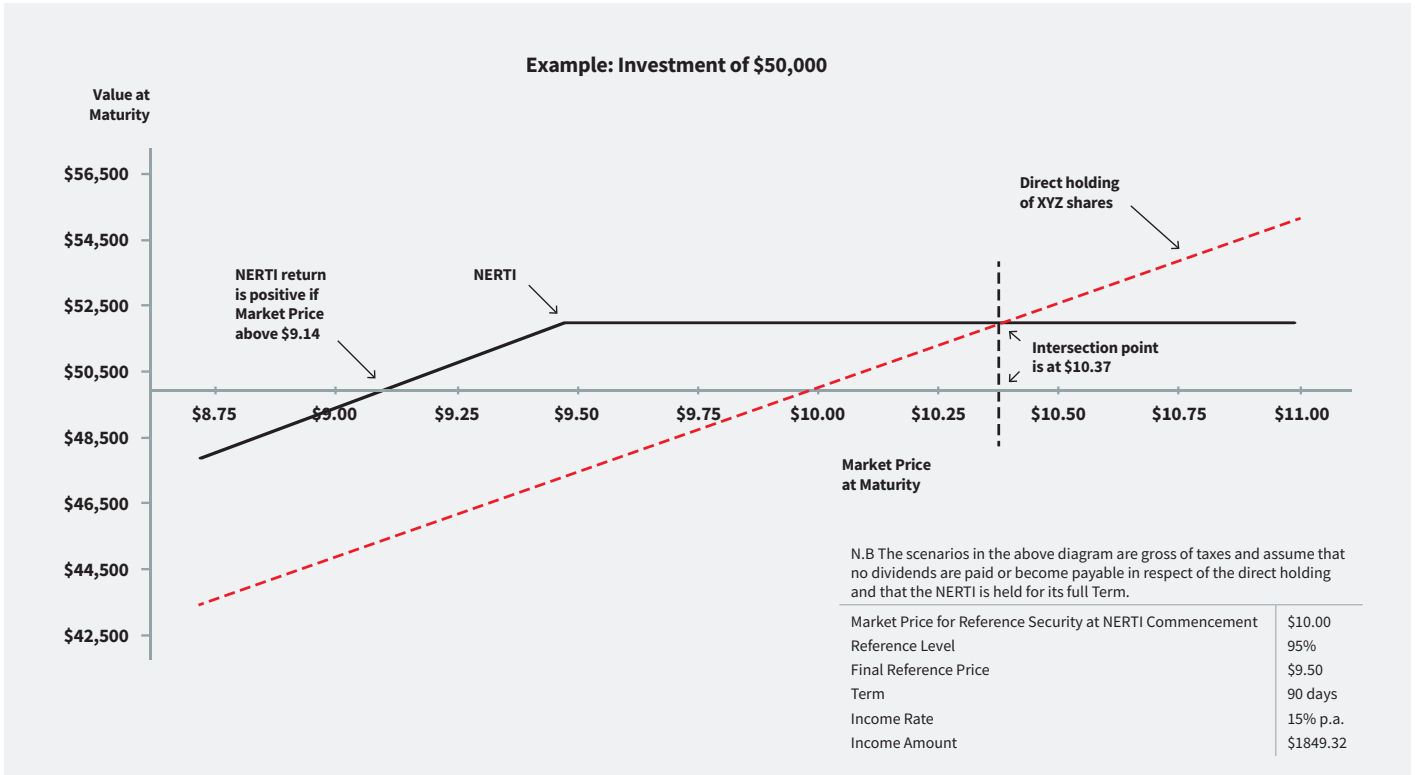 Example: Investment of $50,000
Value at
Maturity
$56,500
$54,500
$52,500
$50,500
$48,500
$46,500
$44,500
$42,500
NERTI return
is positive if
Market Price
above $9.14
NERTI
Direct holding
of XYZ shares
Intersection point
is at $10.37
$8.75 $9.00 $9.25 $9.50 $9.75 $10.00 $10.25 $10.50 $10.75 $11.00
Market Price
at Maturity
N.B The scenarios in the above diagram are gross of taxes and assume that
no dividends are paid or become payable in respect of the direct holding
and that the NERTI is held for its full Term.
Market Price for Reference Security at NERTI Commencement $10.00
Reference Level 95%
Final Reference Price $9.50
Term 90 days
Income Rate 15% p.a.
Income Amount $1849.32